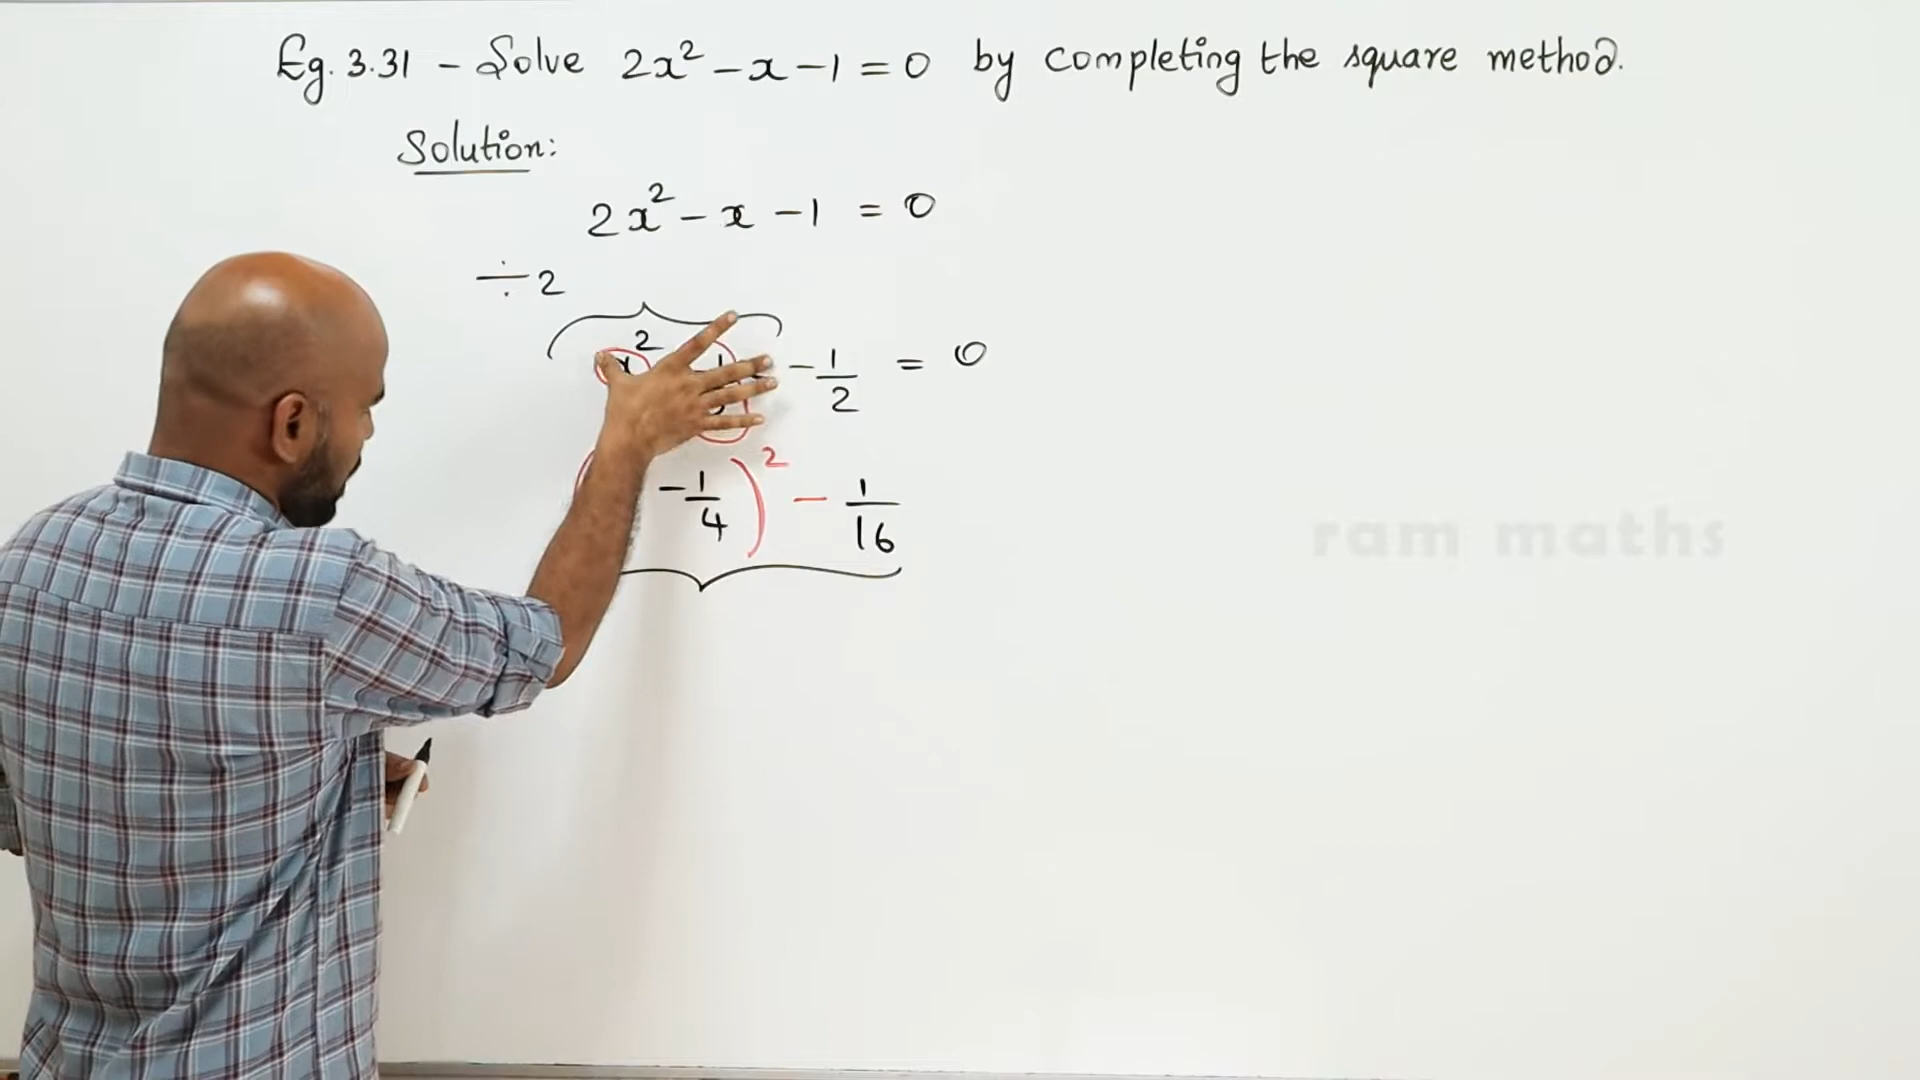 Eg. 3.31 - Solve 2x² - x - 1 = 0 by completing the square method.
Solution:
2x² - x - 1 = 0
÷ 2
x² - 1/2 = 0
- 1/4 )² - 1/16
ram maths